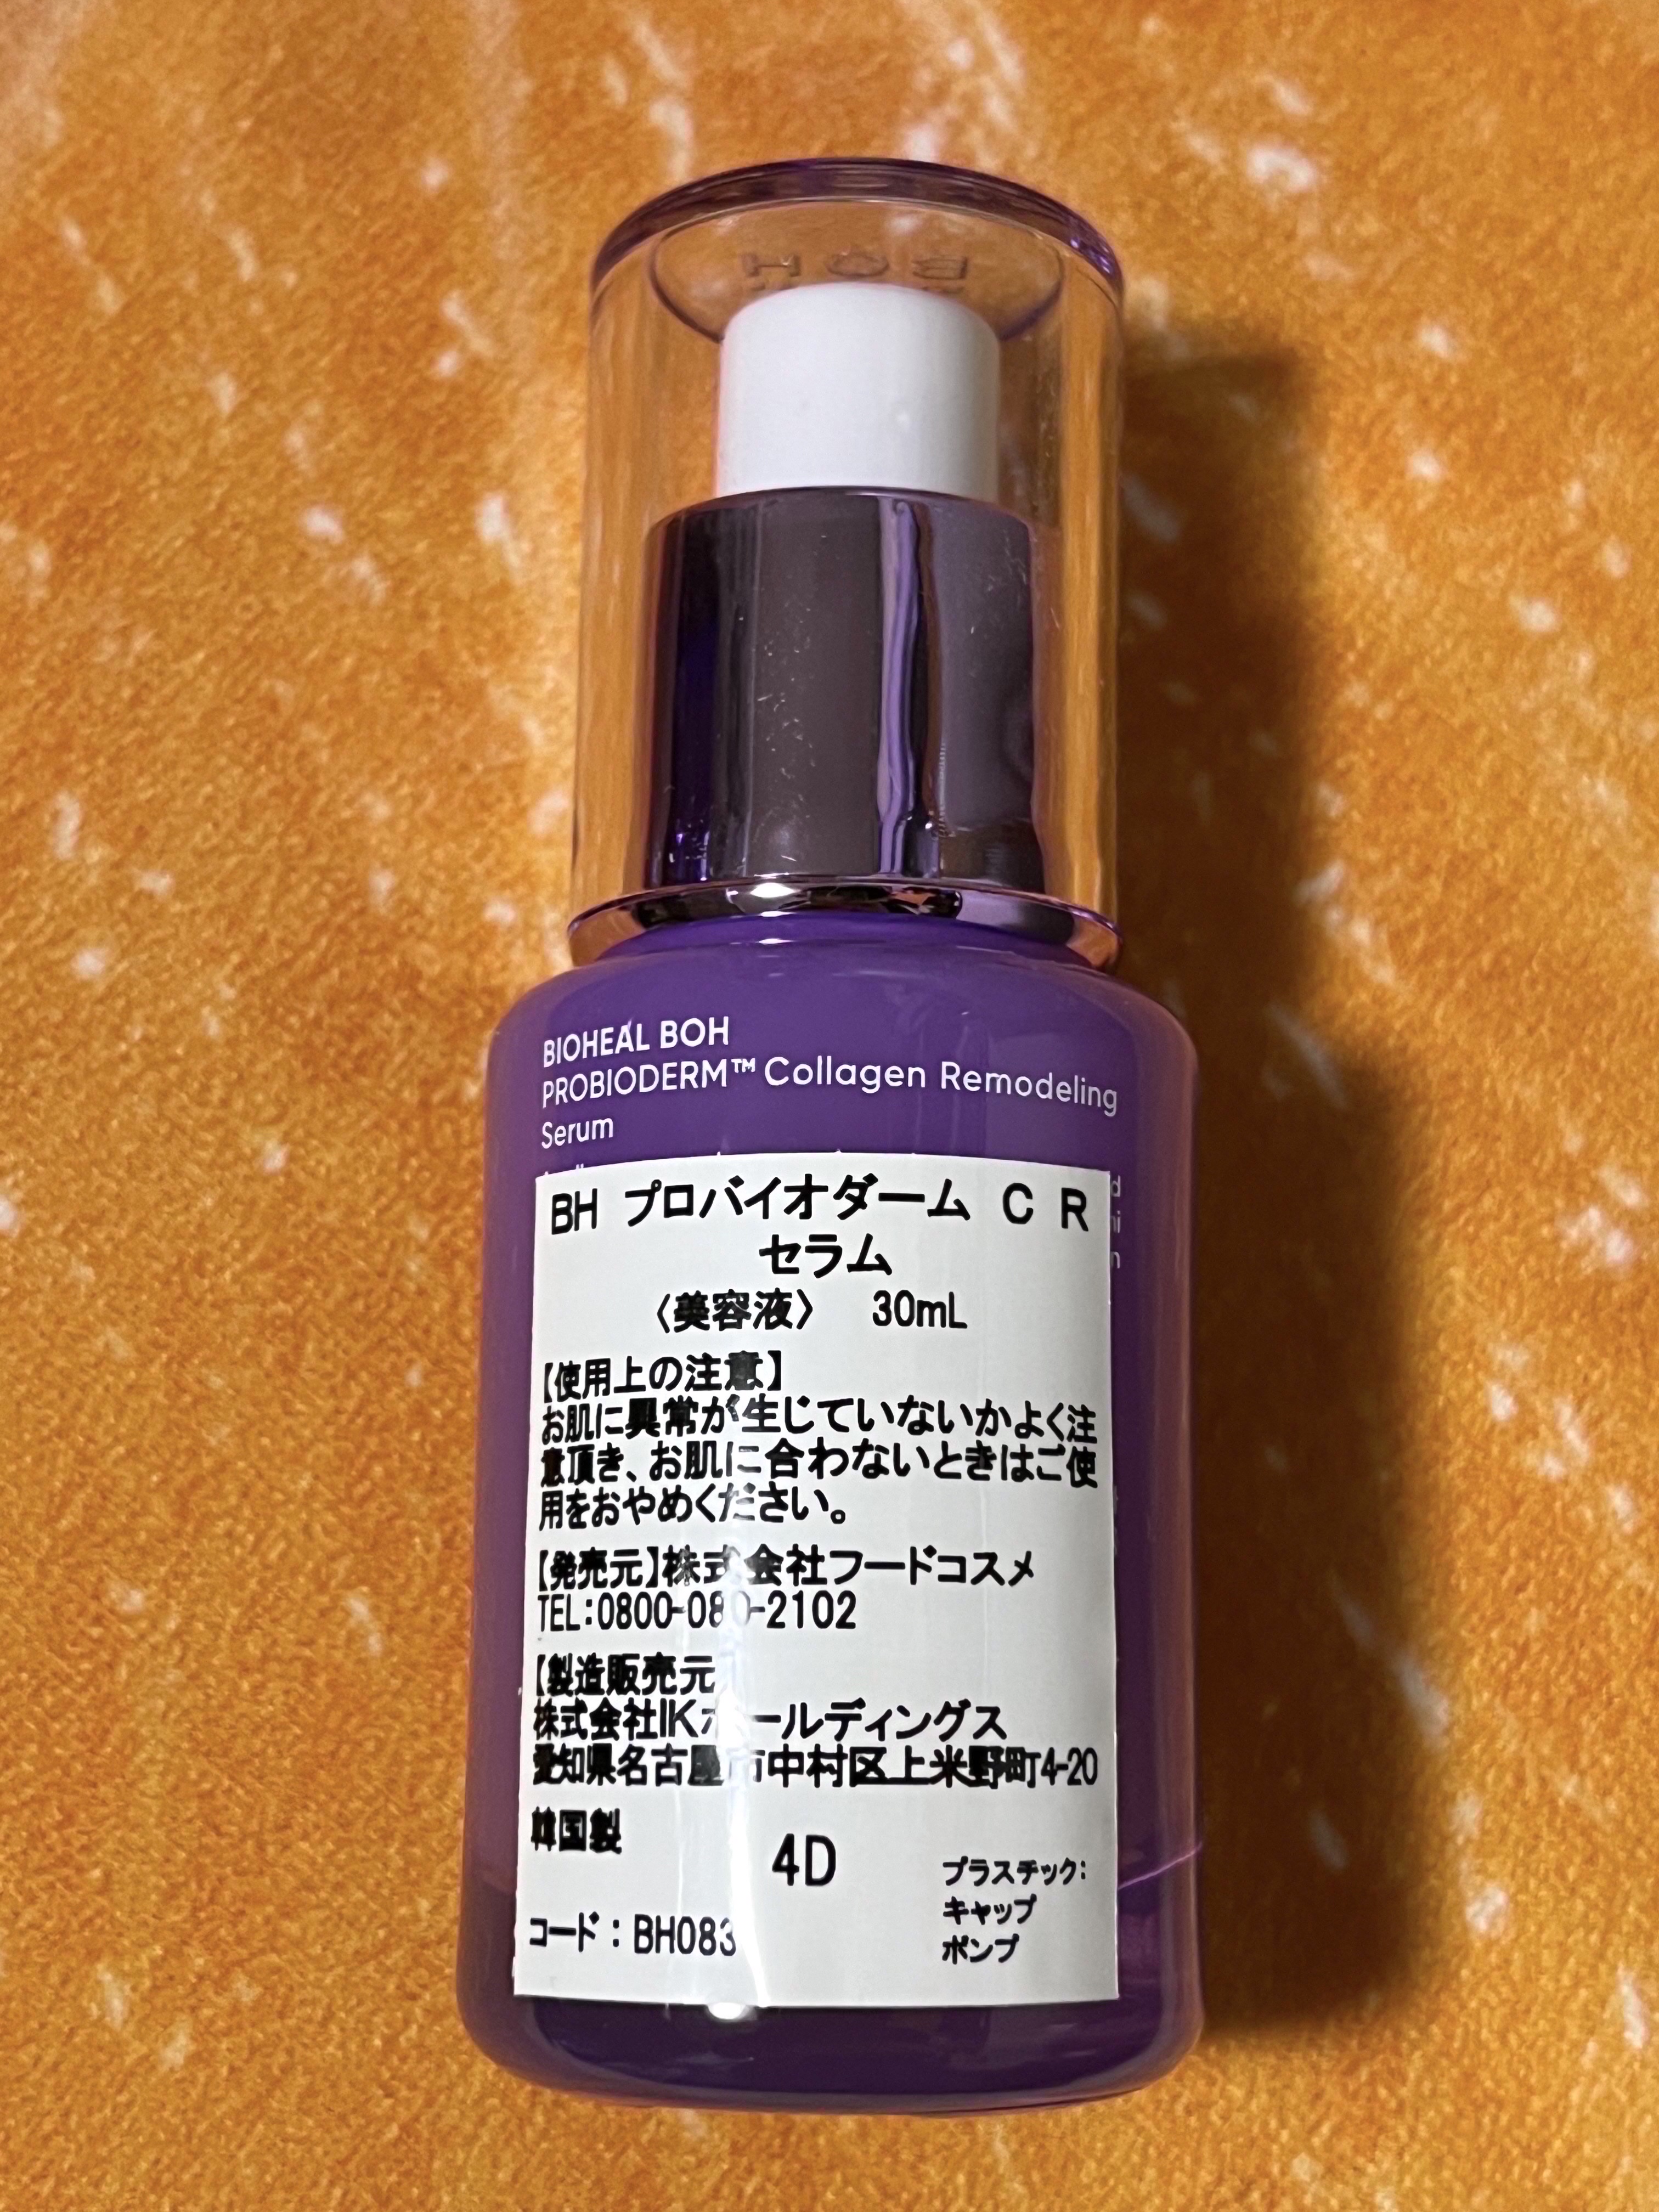 BOH
BIOHEAL BOH
PROBIODERM™ Collagen Remodeling
Serum
BH プロバイオダーム C R
セラム
〈美容液〉 30mL
【使用上の注意】
お肌に異常が生じていないかよく注
意頂き、お肌に合わないときはご使
用をおやめください。
【発売元】株式会社フードコスメ
TEL:0800-080-2102
【製造販売元
株式会社IKホールディングス
愛知県名古屋市中村区上米野町4-20
韓国製
4D
プラスチック:
キャップ
ポンプ
コード：BH083